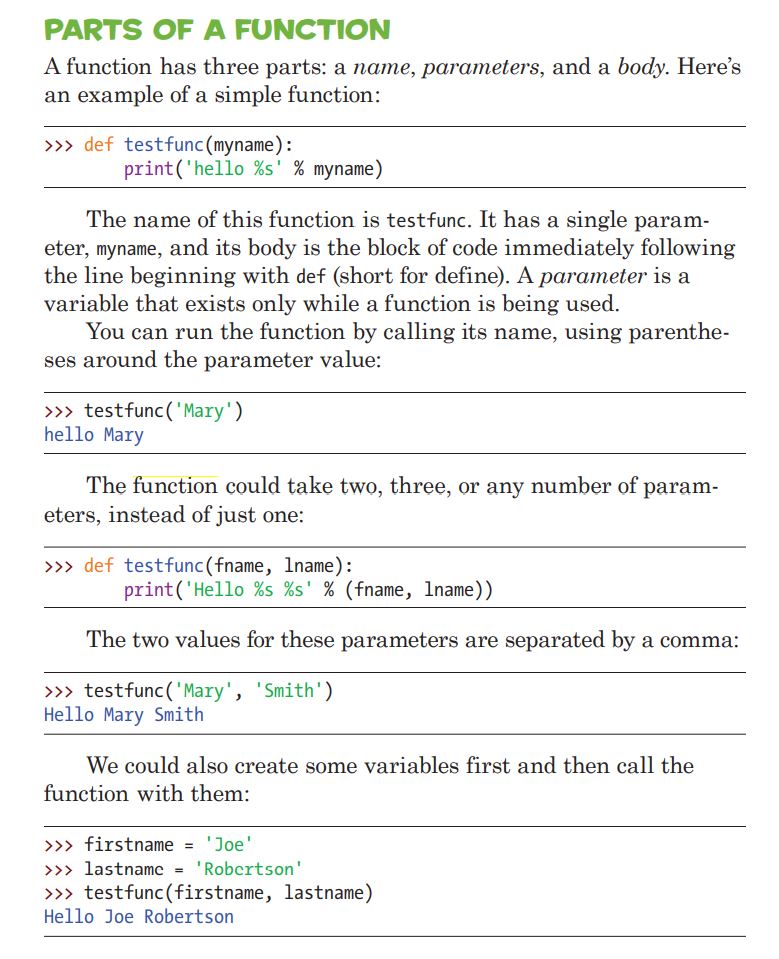 PARTS OF A FUNCTION
A function has three parts: a name, parameters, and a body. Here's
an example of a simple function:
>>> def testfunc(myname):
        print('hello %s' % myname)
The name of this function is testfunc. It has a single param-
eter, myname, and its body is the block of code immediately following
the line beginning with def (short for define). A parameter is a
variable that exists only while a function is being used.
You can run the function by calling its name, using parenthe-
ses around the parameter value:
>>> testfunc('Mary')
hello Mary
The function could take two, three, or any number of param-
eters, instead of just one:
>>> def testfunc(fname, lname):
        print('Hello %s %s' % (fname, lname))
The two values for these parameters are separated by a comma:
>>> testfunc('Mary', 'Smith')
Hello Mary Smith
We could also create some variables first and then call the
function with them:
>>> firstname = 'Joe'
>>> lastname = 'Robertson'
>>> testfunc(firstname, lastname)
Hello Joe Robertson